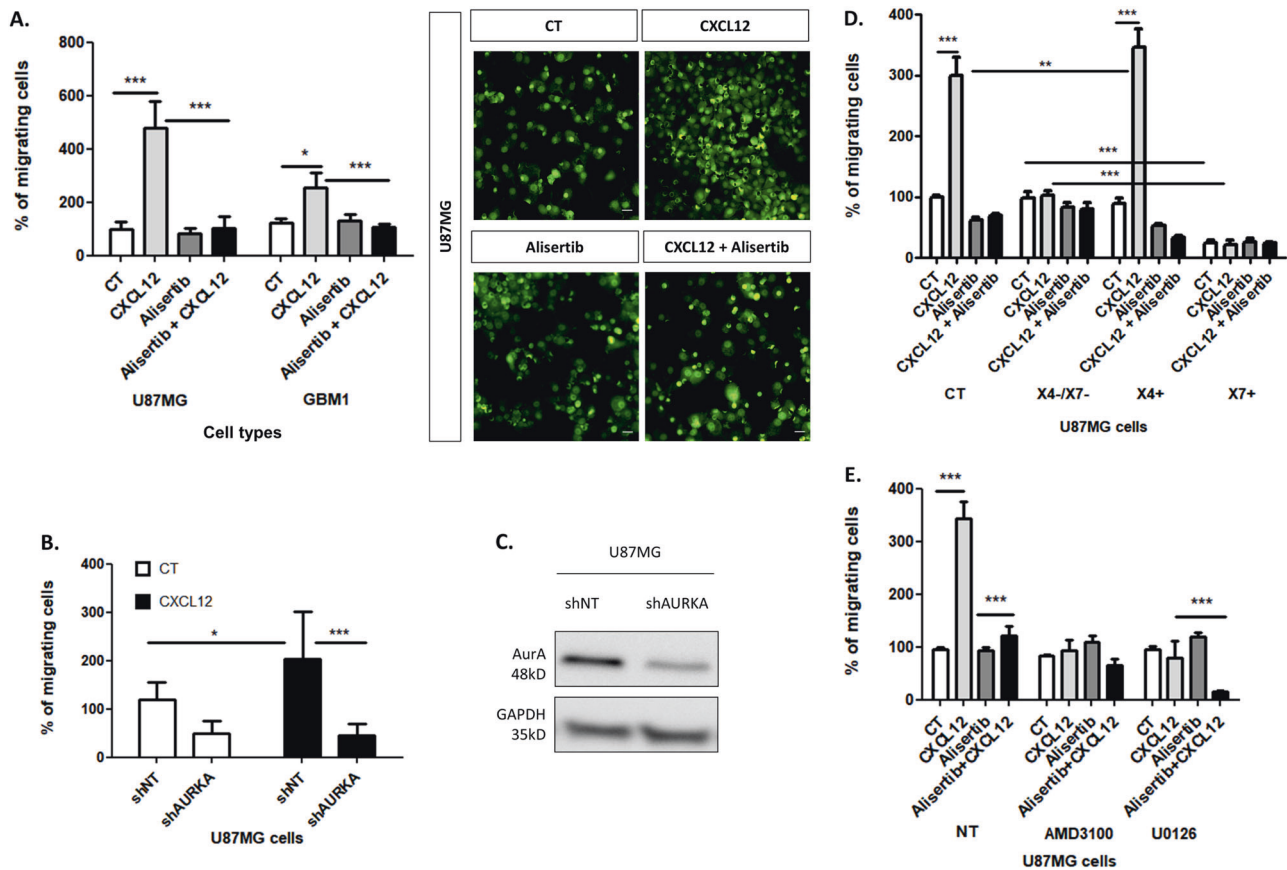 A.
% of migrating cells
800
600
400
200
0
***
***
*
***
CT
CXCL12
Alisertib
Alisertib + CXCL12
CT
CXCL12
Alisertib
Alisertib + CXCL12
U87MG
GBM1
Cell types
U87MG
CT
CXCL12
Alisertib
CXCL12 + Alisertib
B.
% of migrating cells
400
300
200
100
0
CT
CXCL12
*
***
shNT
shAURKA
shNT
shAURKA
U87MG cells
C.
U87MG
shNT
shAURKA
AurA
48kD
GAPDH
35kD
D.
% of migrating cells
400
300
200
100
0
***
**
***
***
***
CT
CXCL12
Alisertib
CXCL12 + Alisertib
CT
CXCL12
Alisertib
CXCL12 + Alisertib
CT
CXCL12
Alisertib
CXCL12 + Alisertib
CT
CXCL12
Alisertib
CXCL12 + Alisertib
CT
X4-/X7-
X4+
X7+
U87MG cells
E.
% of migrating cells
400
300
200
100
0
***
***
***
CT
CXCL12
Alisertib
Alisertib+CXCL12
CT
CXCL12
Alisertib
Alisertib+CXCL12
CT
CXCL12
Alisertib
Alisertib+CXCL12
NT
AMD3100
U0126
U87MG cells